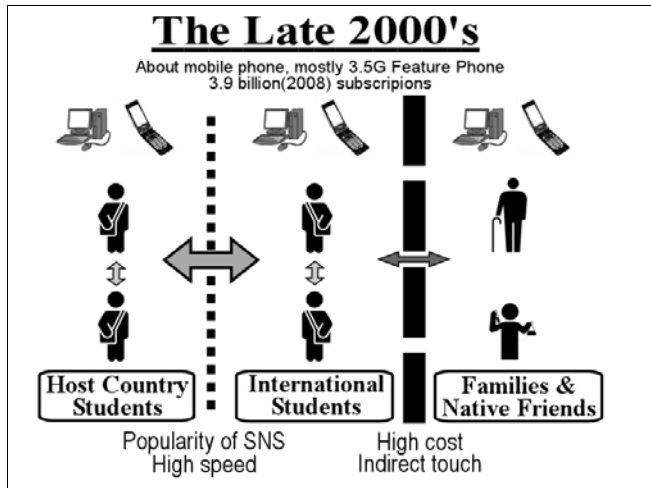 The Late 2000's
About mobile phone, mostly 3.5G Feature Phone
3.9 billion(2008) subscripions
Host Country
Students
International
Students
Families &
Native Friends
Popularity of SNS
High speed
High cost
Indirect touch